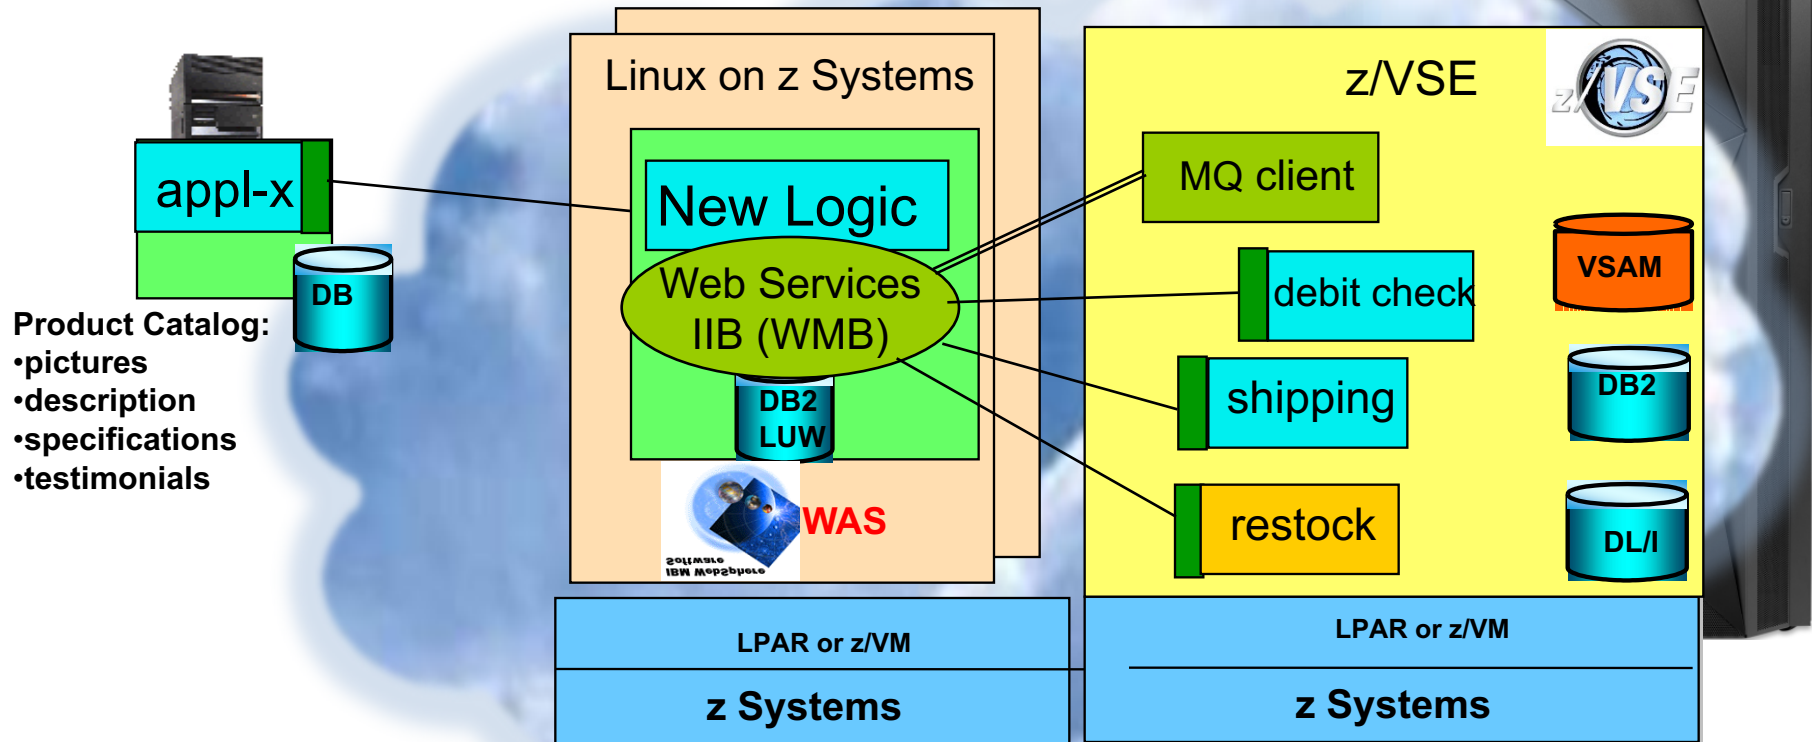 appl-x
DB
Product Catalog:
•pictures
•description
•specifications
•testimonials
Linux on z Systems
New Logic
Web Services
IIB (WMB)
DB2
LUW
WAS
Software
IBM WebSphere
LPAR or z/VM
z Systems
z/VSE
z/VSE
MQ client
debit check
shipping
restock
VSAM
DB2
DL/I
LPAR or z/VM
z Systems